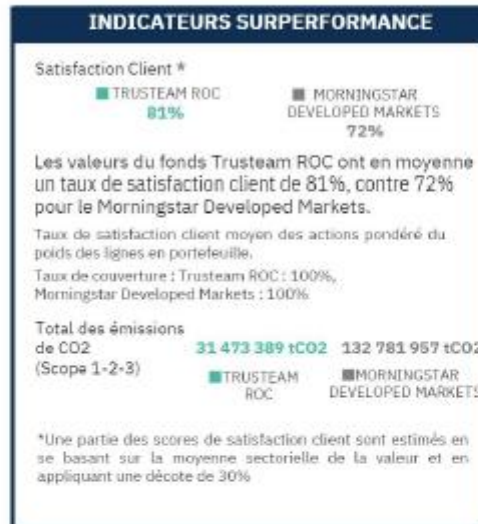 INDICATEURS SURPERFORMANCE
Satisfaction Client *
TRUSTEAM ROC
81%
MORNINGSTAR
DEVELOPED MARKETS
72%
Les valeurs du fonds Trusteam ROC ont en moyenne
un taux de satisfaction client de 81%, contre 72%
pour le Morningstar Developed Markets.
Taux de satisfaction client moyen des actions pondéré du
poids des lignes en portefeuille.
Taux de couverture : Trusteam ROC : 100%,
Morningstar Developed Markets : 100%
Total des émissions
de CO2
(Scope 1-2-3)
31 473 389 tCO2 132 781 957 tCO2
TRUSTEAM
ROC
MORNINGSTAR
DEVELOPED MARKETS
*Une partie des scores de satisfaction client sont estimés en
se basant sur la moyenne sectorielle de la valeur et en
appliquant une décote de 30%